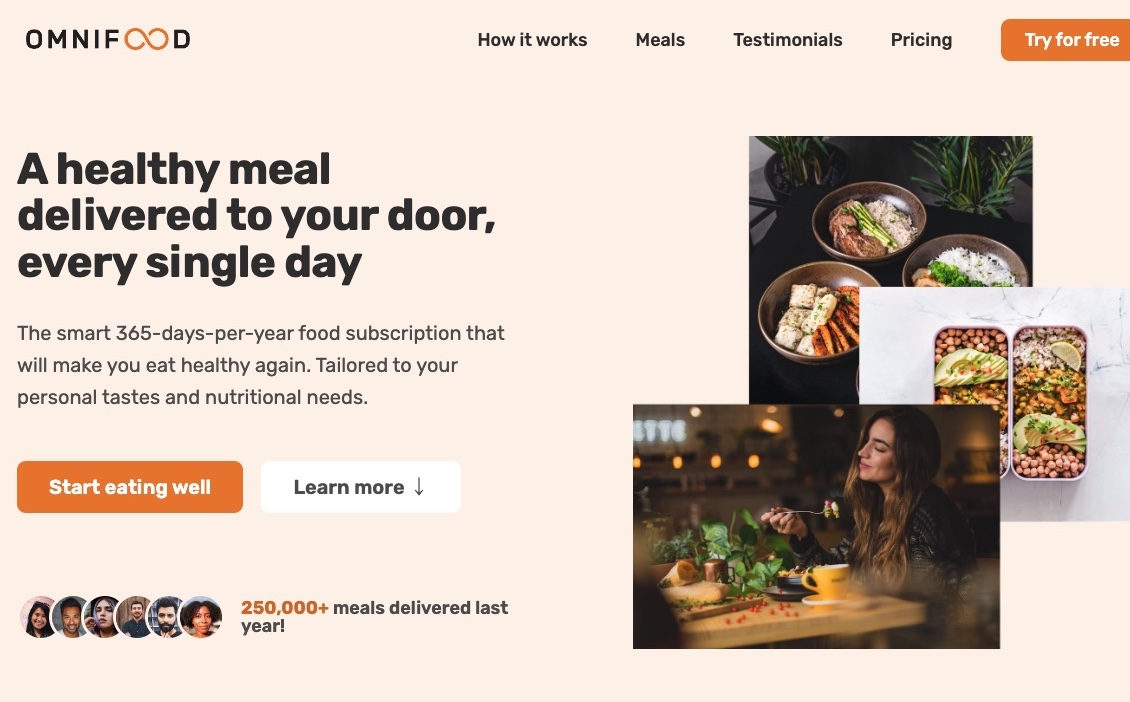 OMNIFOOD
How it works
Meals
Testimonials
Pricing
Try for free
A healthy meal
delivered to your door,
every single day
The smart 365-days-per-year food subscription that
will make you eat healthy again. Tailored to your
personal tastes and nutritional needs.
Start eating well
Learn more ↓
250,000+ meals delivered last
year!